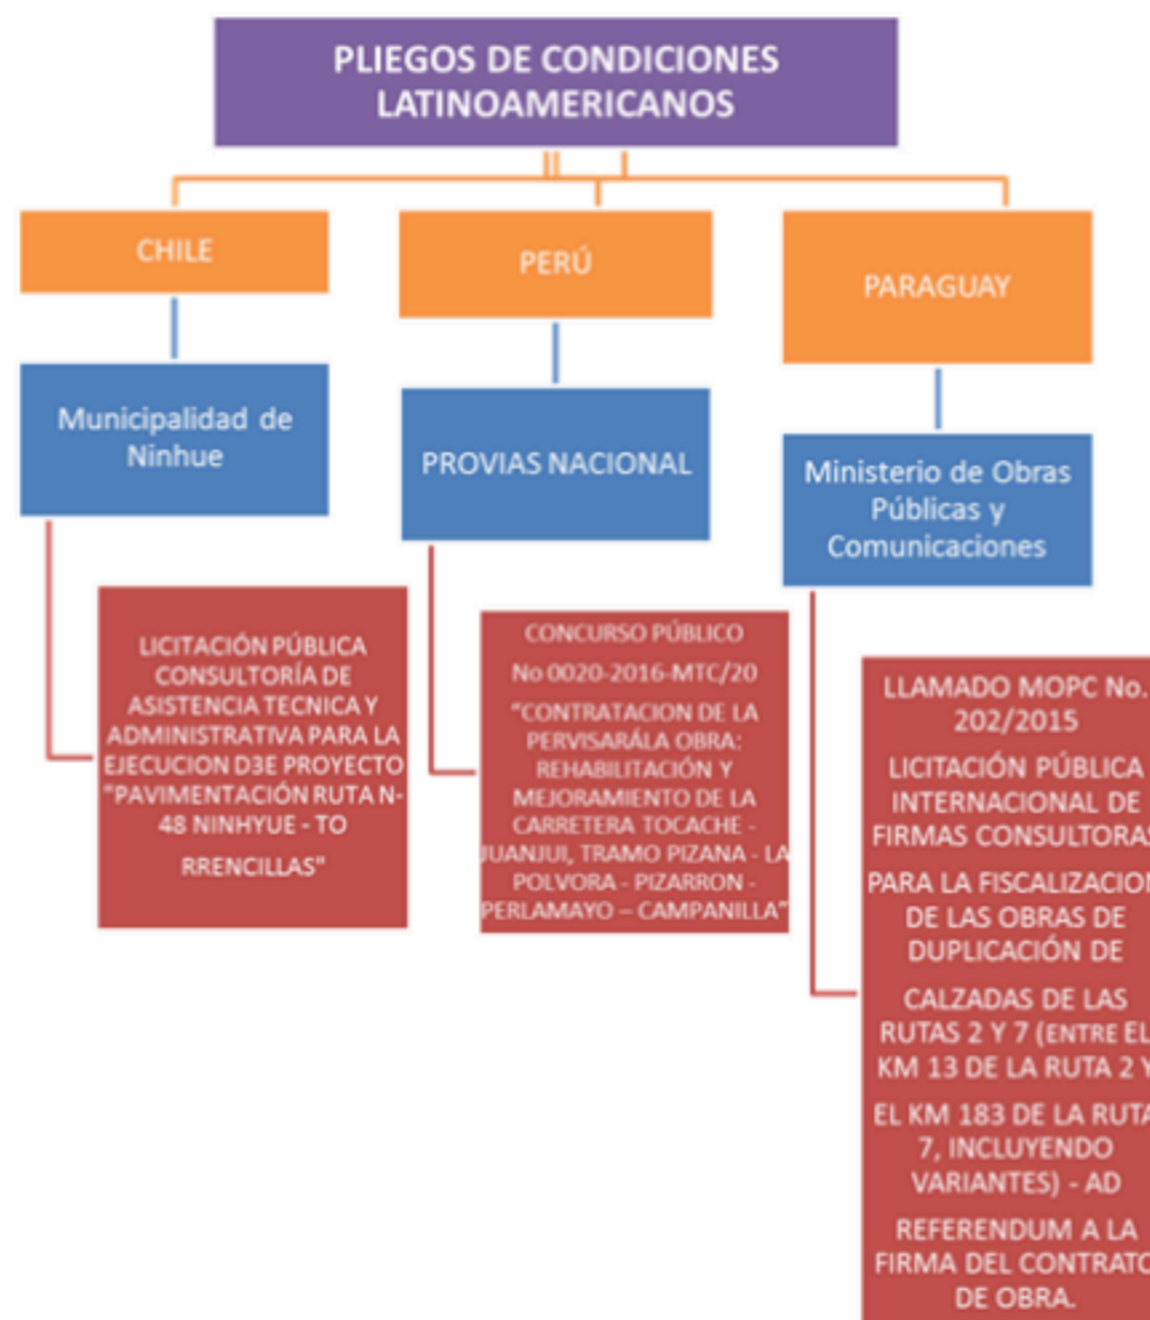 PLIEGOS DE CONDICIONES
LATINOAMERICANOS
CHILE
PERÚ
PARAGUAY
Municipalidad de
Ninhue
PROVIAS NACIONAL
Ministerio de Obras
Públicas y
Comunicaciones
LICITACIÓN PÚBLICA
CONSULTORÍA DE
ASISTENCIA TECNICA Y
ADMINISTRATIVA PARA LA
EJECUCION D3E PROYECTO
"PAVIMENTACIÓN RUTA N-
48 NINHYUE - TO
RRENCILLAS"
CONCURSO PÚBLICO
No 0020-2016-MTC/20
"CONTRATACION DE LA
PERVISARÁLA OBRA:
REHABILITACIÓN Y
MEJORAMIENTO DE LA
CARRETERA TOCACHE -
JUANJUI, TRAMO PIZANA - LA
POLVORA - PIZARRON -
PERLAMAYO – CAMPANILLA"
LLAMADO MOPC No.
202/2015
LICITACIÓN PÚBLICA
INTERNACIONAL DE
FIRMAS CONSULTORAS
PARA LA FISCALIZACION
DE LAS OBRAS DE
DUPLICACIÓN DE
CALZADAS DE LAS
RUTAS 2 Y 7 (ENTRE EL
KM 13 DE LA RUTA 2 Y
EL KM 183 DE LA RUTA
7, INCLUYENDO
VARIANTES) - AD
REFERENDUM A LA
FIRMA DEL CONTRATO
DE OBRA.